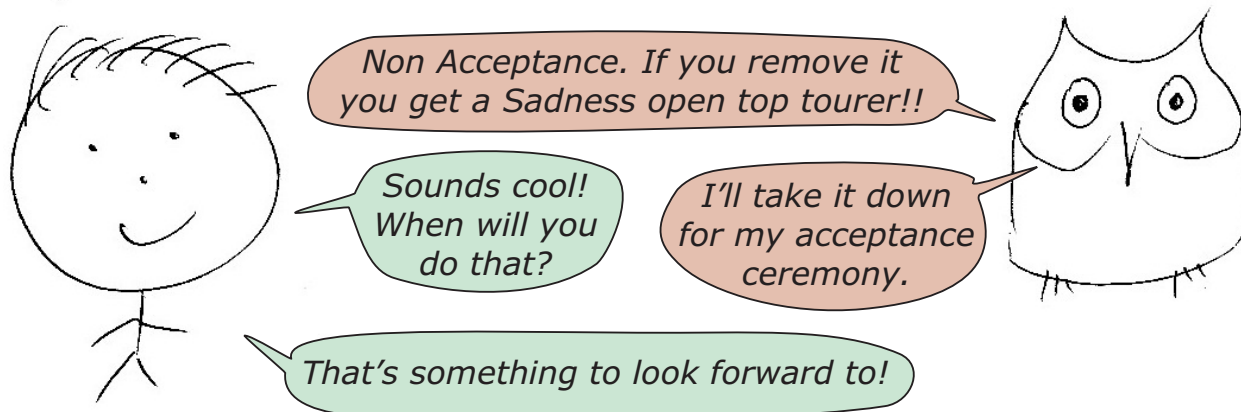 Non Acceptance. If you remove it
you get a Sadness open top tourer!!
Sounds cool!
When will you
do that?
I'll take it down
for my acceptance
ceremony.
That's something to look forward to!